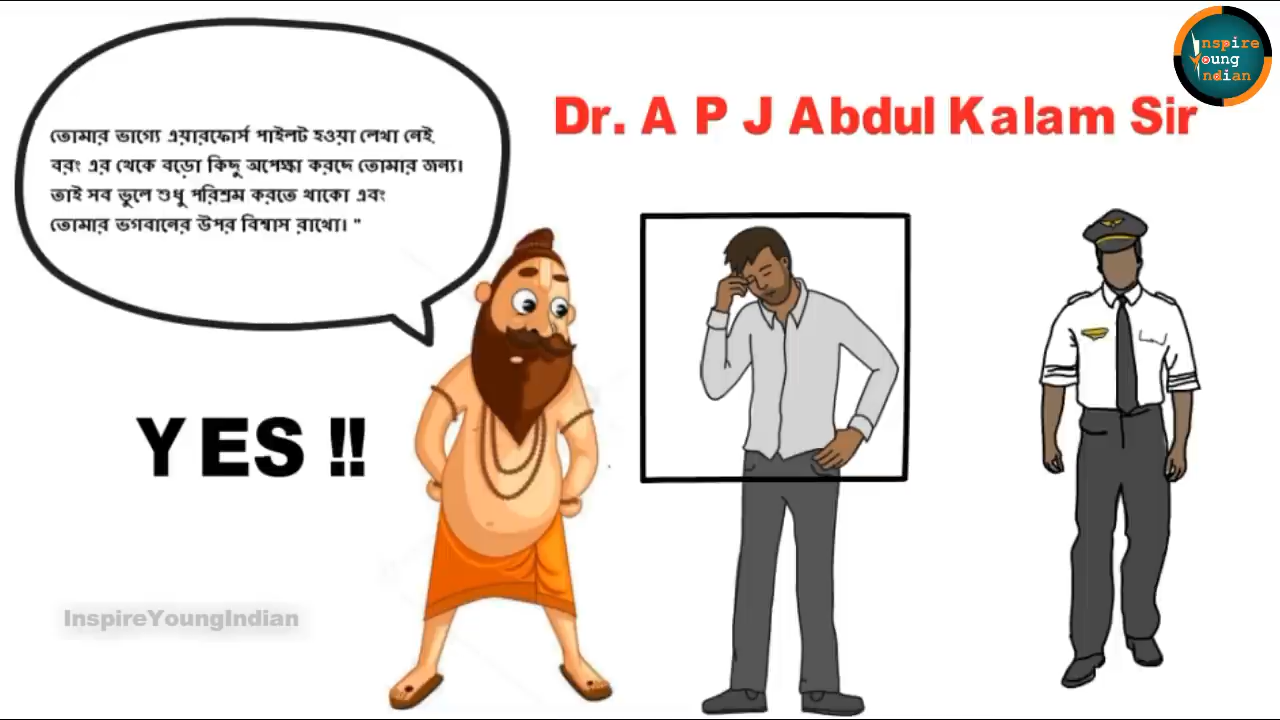 Inspire
Young
Indian
Dr. A P J Abdul Kalam Sir
তোমার ভাগ্যে এয়ারফোর্স পাইলট হওয়া লেখা নেই
বরং এর থেকে বড়ো কিছু অপেক্ষা করছে তোমার জন্য।
তাই সব ভুলে শুধু পরিশ্রম করতে থাকো এবং
তোমার ভগবানের উপর বিশ্বাস রাখো। "
YES !!
InspireYoungIndian